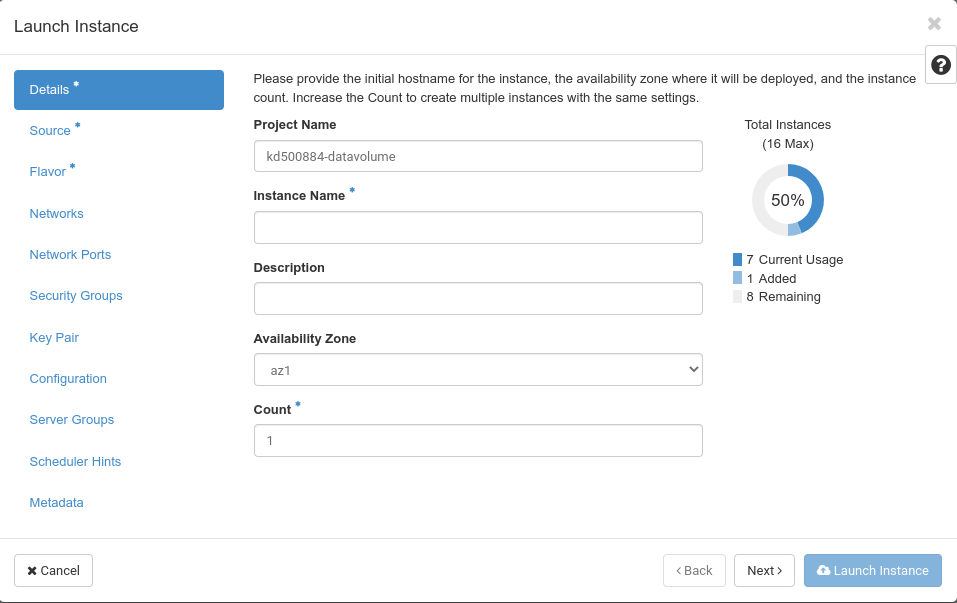 Launch Instance
Details *
Source *
Flavor *
Networks
Network Ports
Security Groups
Key Pair
Configuration
Server Groups
Scheduler Hints
Metadata
Please provide the initial hostname for the instance, the availability zone where it will be deployed, and the instance
count. Increase the Count to create multiple instances with the same settings.
Project Name
kd500884-datavolume
Instance Name *
Description
Availability Zone
az1
Count *
1
Total Instances
(16 Max)
50%
7 Current Usage
1 Added
8 Remaining
Cancel
Back
Next
Launch Instance